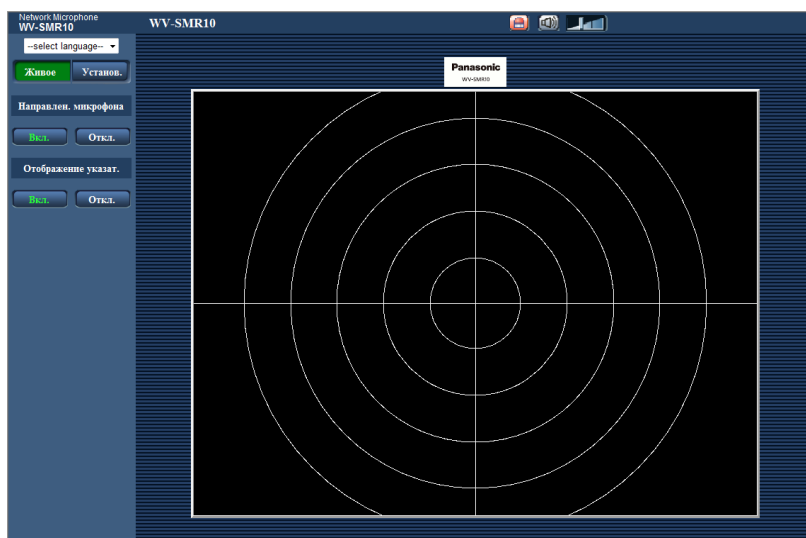 Network Microphone
WV-SMR10
WV-SMR10
--select language--
Живое Установ.
Направлен. микрофона
Вкл. Откл.
Отображение указат.
Вкл. Откл.
Panasonic
WV-SMR10